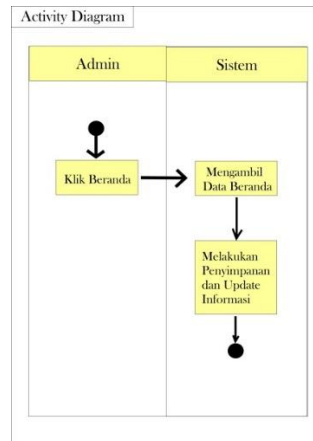 Activity Diagram
Admin
Sistem
Klik Beranda
Mengambil
Data Beranda
Melakukan
Penyimpanan
dan Update
Informasi